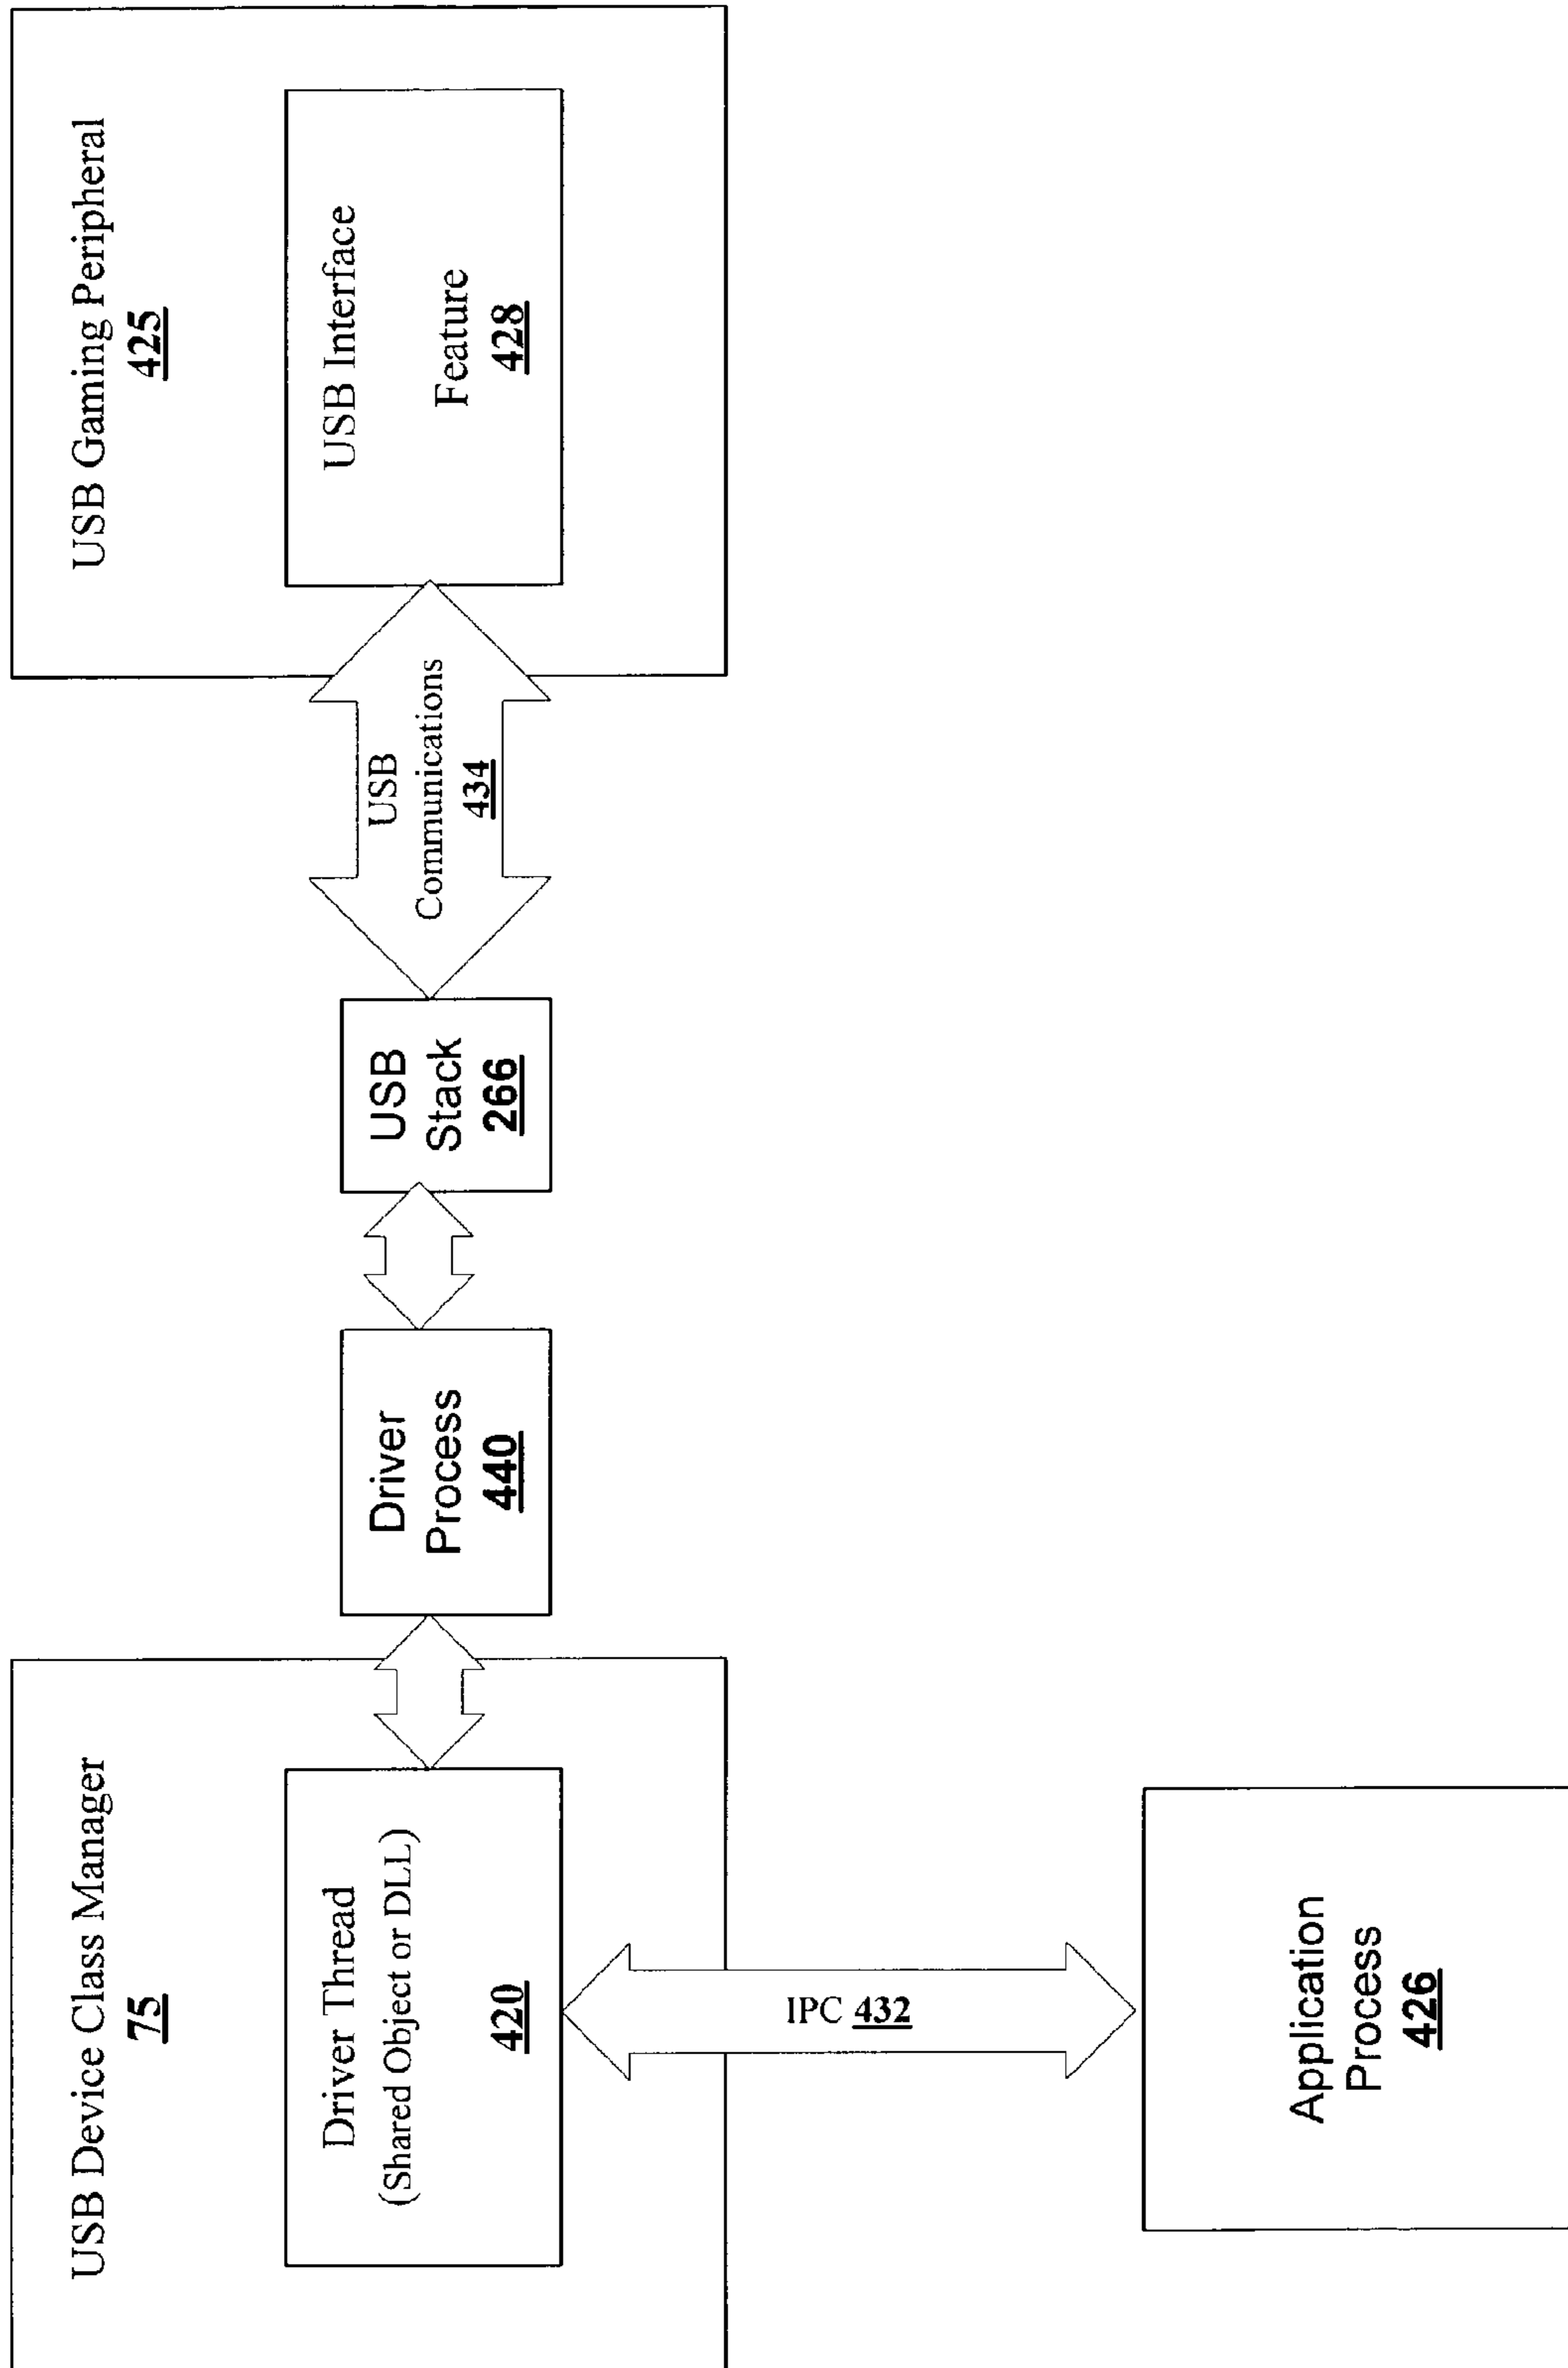 USB Device Class Manager
75
Driver Thread
(Shared Object or DLL)
420
Driver
Process
440
USB
Stack
266
USB
Communications
434
USB Gaming Peripheral
425
USB Interface
Feature
428
IPC 432
Application
Process
426